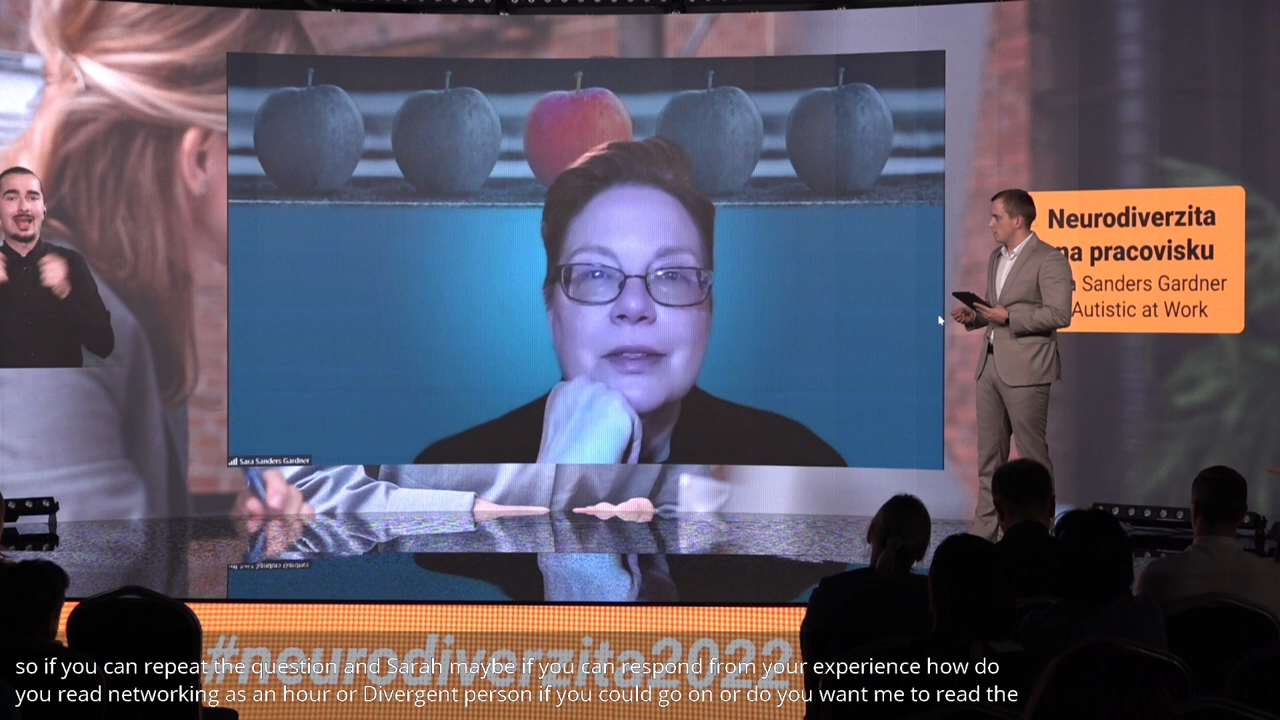 Neurodiverzita
na pracovisku
Sanders Gardner
Autistic at Work
Sara Sanders Gardner
#neurodiverzita2022
so if you can repeat the question and Sarah maybe if you can respond from your experience how do
you read networking as an hour or Divergent person if you could go on or do you want me to read the